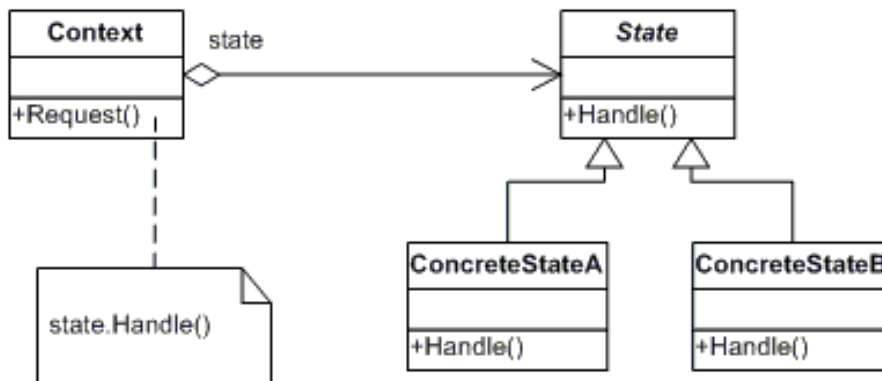 Context
state
State
+Request()
+Handle()
ConcreteStateA
ConcreteStateB
state.Handle()
+Handle()
+Handle()